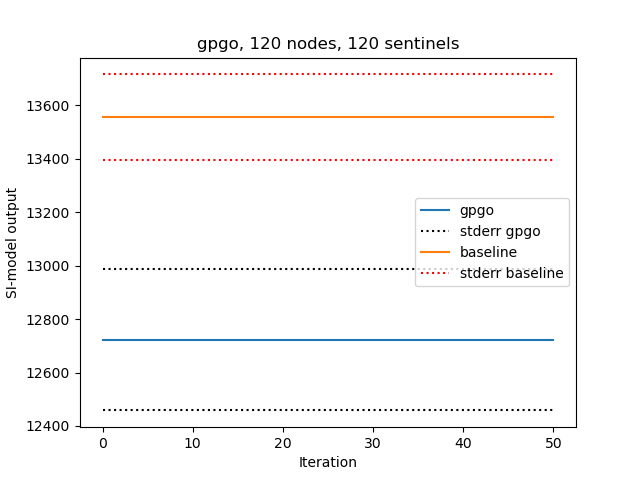 gpgo, 120 nodes, 120 sentinels
13600
13400
13200
13000
12800
12600
12400
SI-model output
gpgo
stderr gpgo
baseline
stderr baseline
0 10 20 30 40 50
Iteration